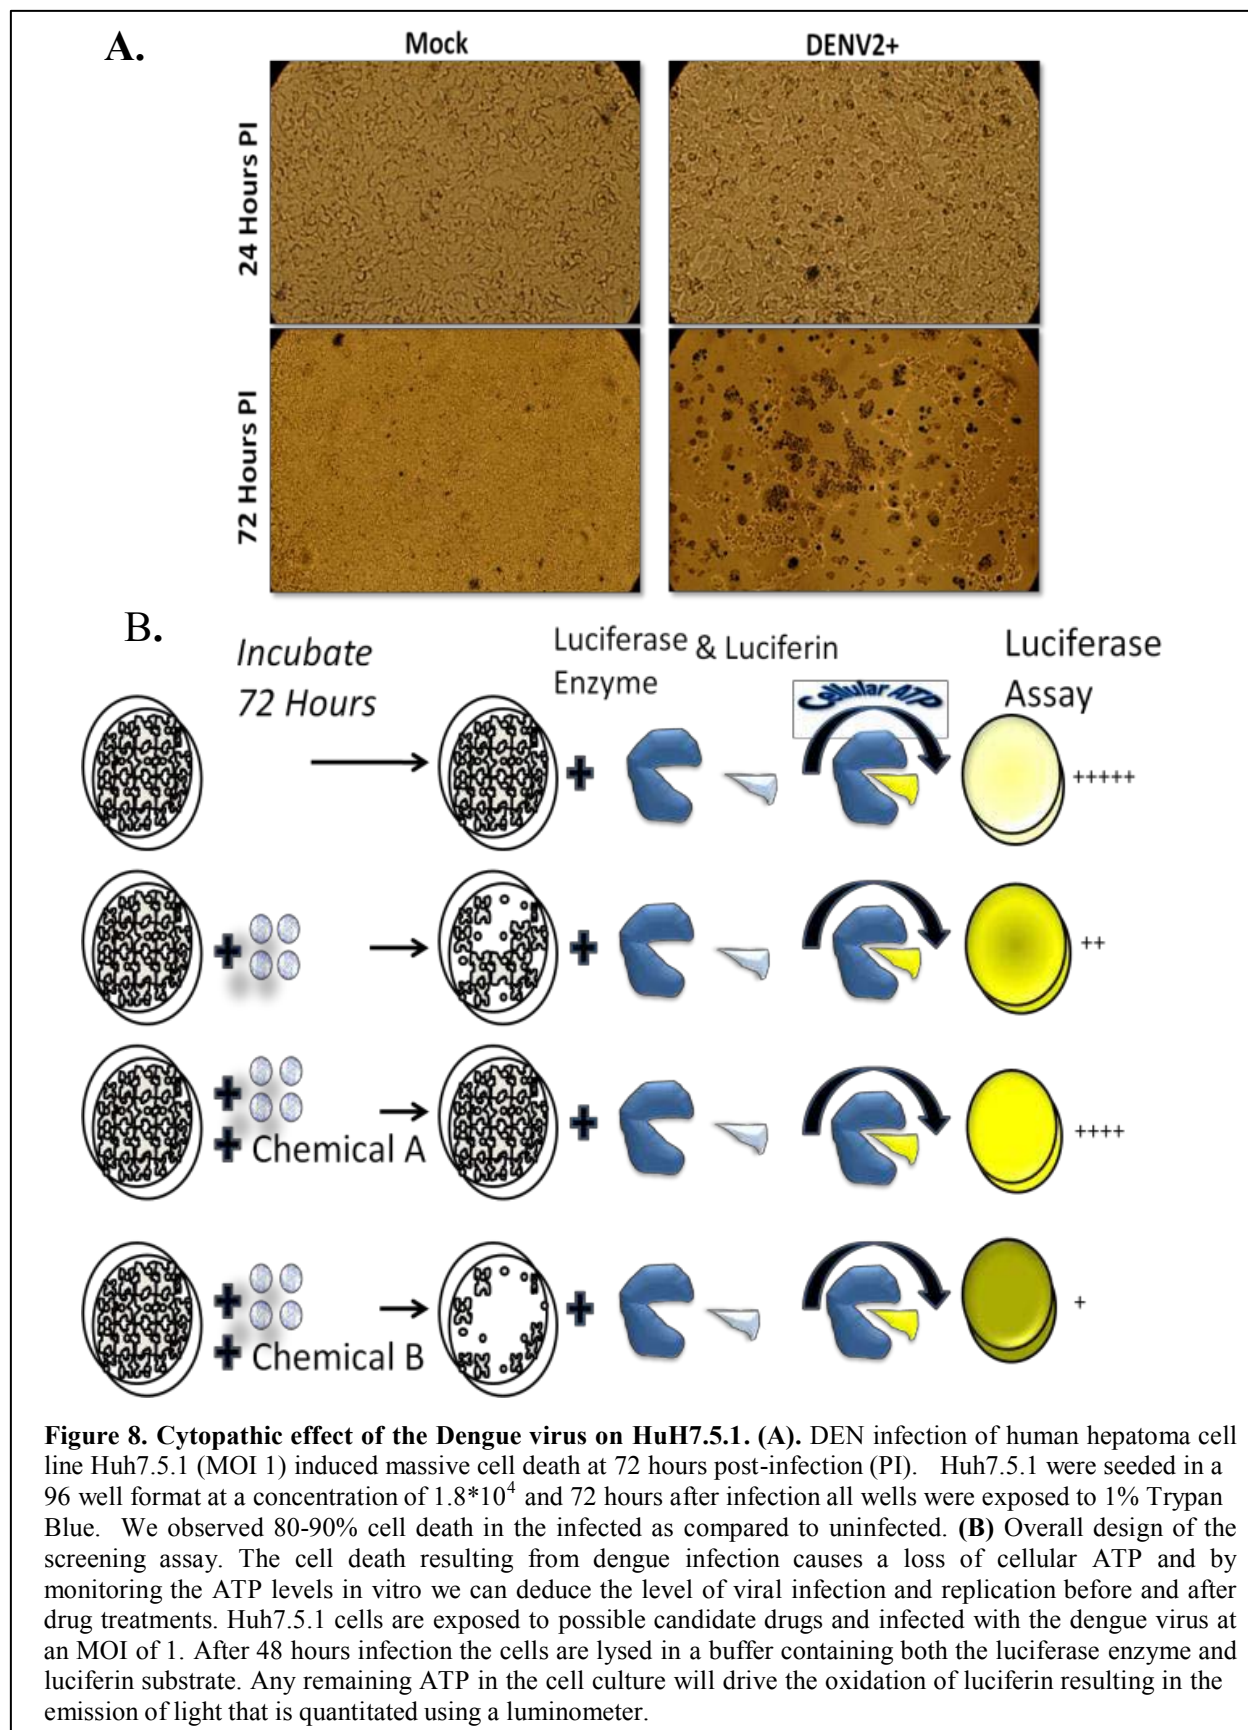 A.
Mock
DENV2+
24 Hours PI
72 Hours PI
B.
Incubate
72 Hours
Luciferase & Luciferin
Enzyme
Cellular ATP
Luciferase
Assay
+++++
++
+ Chemical A
++++
+ Chemical B
+
Figure 8. Cytopathic effect of the Dengue virus on HuH7.5.1. (A). DEN infection of human hepatoma cell
line Huh7.5.1 (MOI 1) induced massive cell death at 72 hours post-infection (PI). Huh7.5.1 were seeded in a
96 well format at a concentration of 1.8*10⁴ and 72 hours after infection all wells were exposed to 1% Trypan
Blue. We observed 80-90% cell death in the infected as compared to uninfected. (B) Overall design of the
screening assay. The cell death resulting from dengue infection causes a loss of cellular ATP and by
monitoring the ATP levels in vitro we can deduce the level of viral infection and replication before and after
drug treatments. Huh7.5.1 cells are exposed to possible candidate drugs and infected with the dengue virus at
an MOI of 1. After 48 hours infection the cells are lysed in a buffer containing both the luciferase enzyme and
luciferin substrate. Any remaining ATP in the cell culture will drive the oxidation of luciferin resulting in the
emission of light that is quantitated using a luminometer.